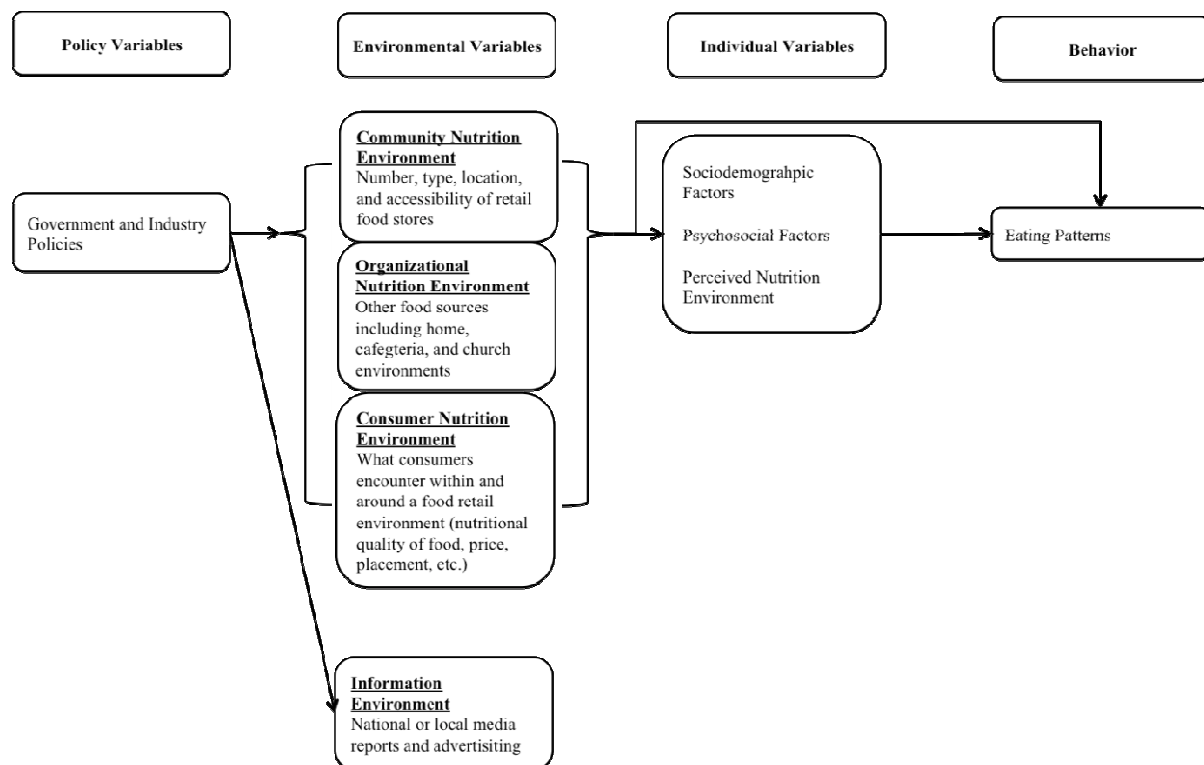 Policy Variables
Environmental Variables
Individual Variables
Behavior
Government and Industry
Policies
Community Nutrition
Environment
Number, type, location,
and accessibility of retail
food stores
Organizational
Nutrition Environment
Other food sources
including home,
cafegteria, and church
environments
Consumer Nutrition
Environment
What consumers
encounter within and
around a food retail
environment (nutritional
quality of food, price,
placement, etc.)
Information
Environment
National or local media
reports and advertisiting
Sociodemograhpic
Factors
Psychosocial Factors
Perceived Nutrition
Environment
Eating Patterns